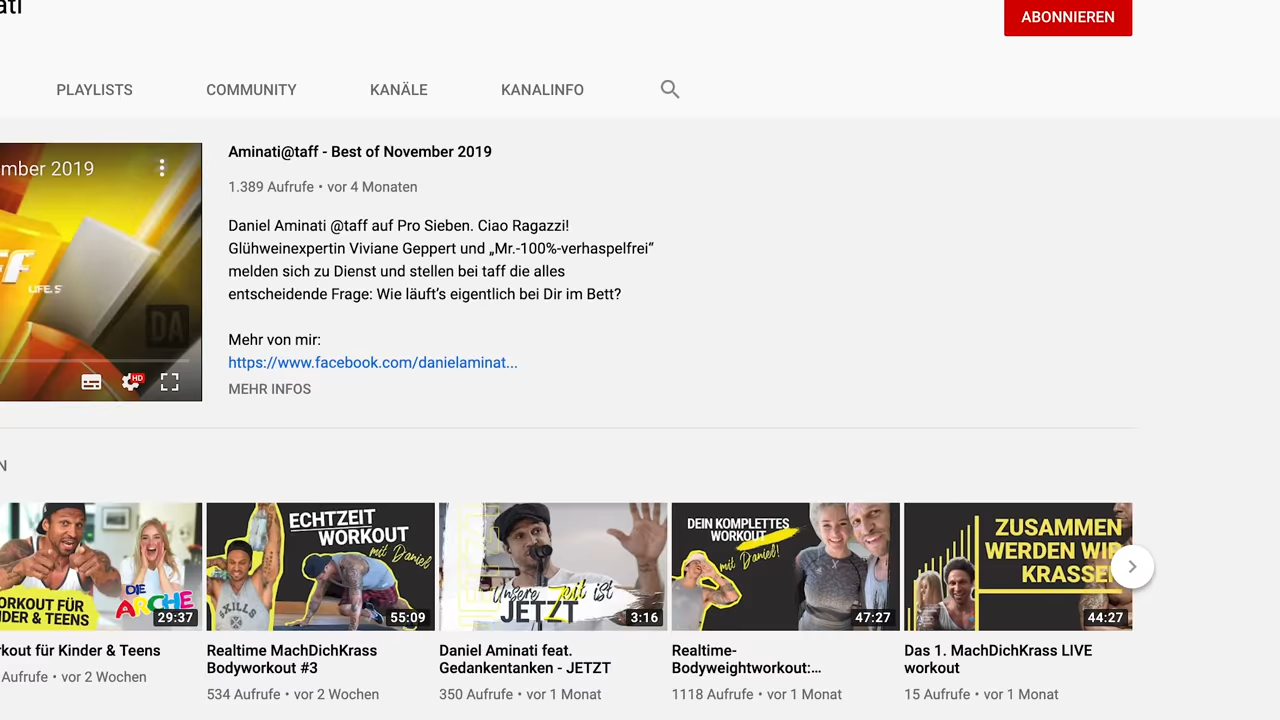 ati
ABONNIEREN
PLAYLISTS
COMMUNITY
KANÄLE
KANALINFO
mber 2019
LIFE.S
DA
HD
Aminati@taff - Best of November 2019
1.389 Aufrufe • vor 4 Monaten
Daniel Aminati @taff auf Pro Sieben. Ciao Ragazzi!
Glühweinexpertin Viviane Geppert und „Mr.-100%-verhaspelfrei“
melden sich zu Dienst und stellen bei taff die alles
entscheidende Frage: Wie läuft's eigentlich bei Dir im Bett?
Mehr von mir:
https://www.facebook.com/danielaminat...
MEHR INFOS
N
ORKOUT FÜR
NDER & TEENS
DIE
ARCHE
29:37
rkout für Kinder & Teens
Aufrufe • vor 2 Wochen
ECHTZEIT
WORKOUT
mit Daniel
SKILLS
55:09
Realtime MachDichKrass
Bodyworkout #3
534 Aufrufe • vor 2 Wochen
Unsere Zeit ist
JETZT
3:16
Daniel Aminati feat.
Gedankentanken - JETZT
350 Aufrufe • vor 1 Monat
DEIN KOMPLETTES
WORKOUT
mit Daniel!
47:27
Realtime-
Bodyweightworkout:...
1118 Aufrufe • vor 1 Monat
ZUSAMMEN
WERDEN WIR
KRASSER
44:27
Das 1. MachDichKrass LIVE
workout
15 Aufrufe • vor 1 Monat